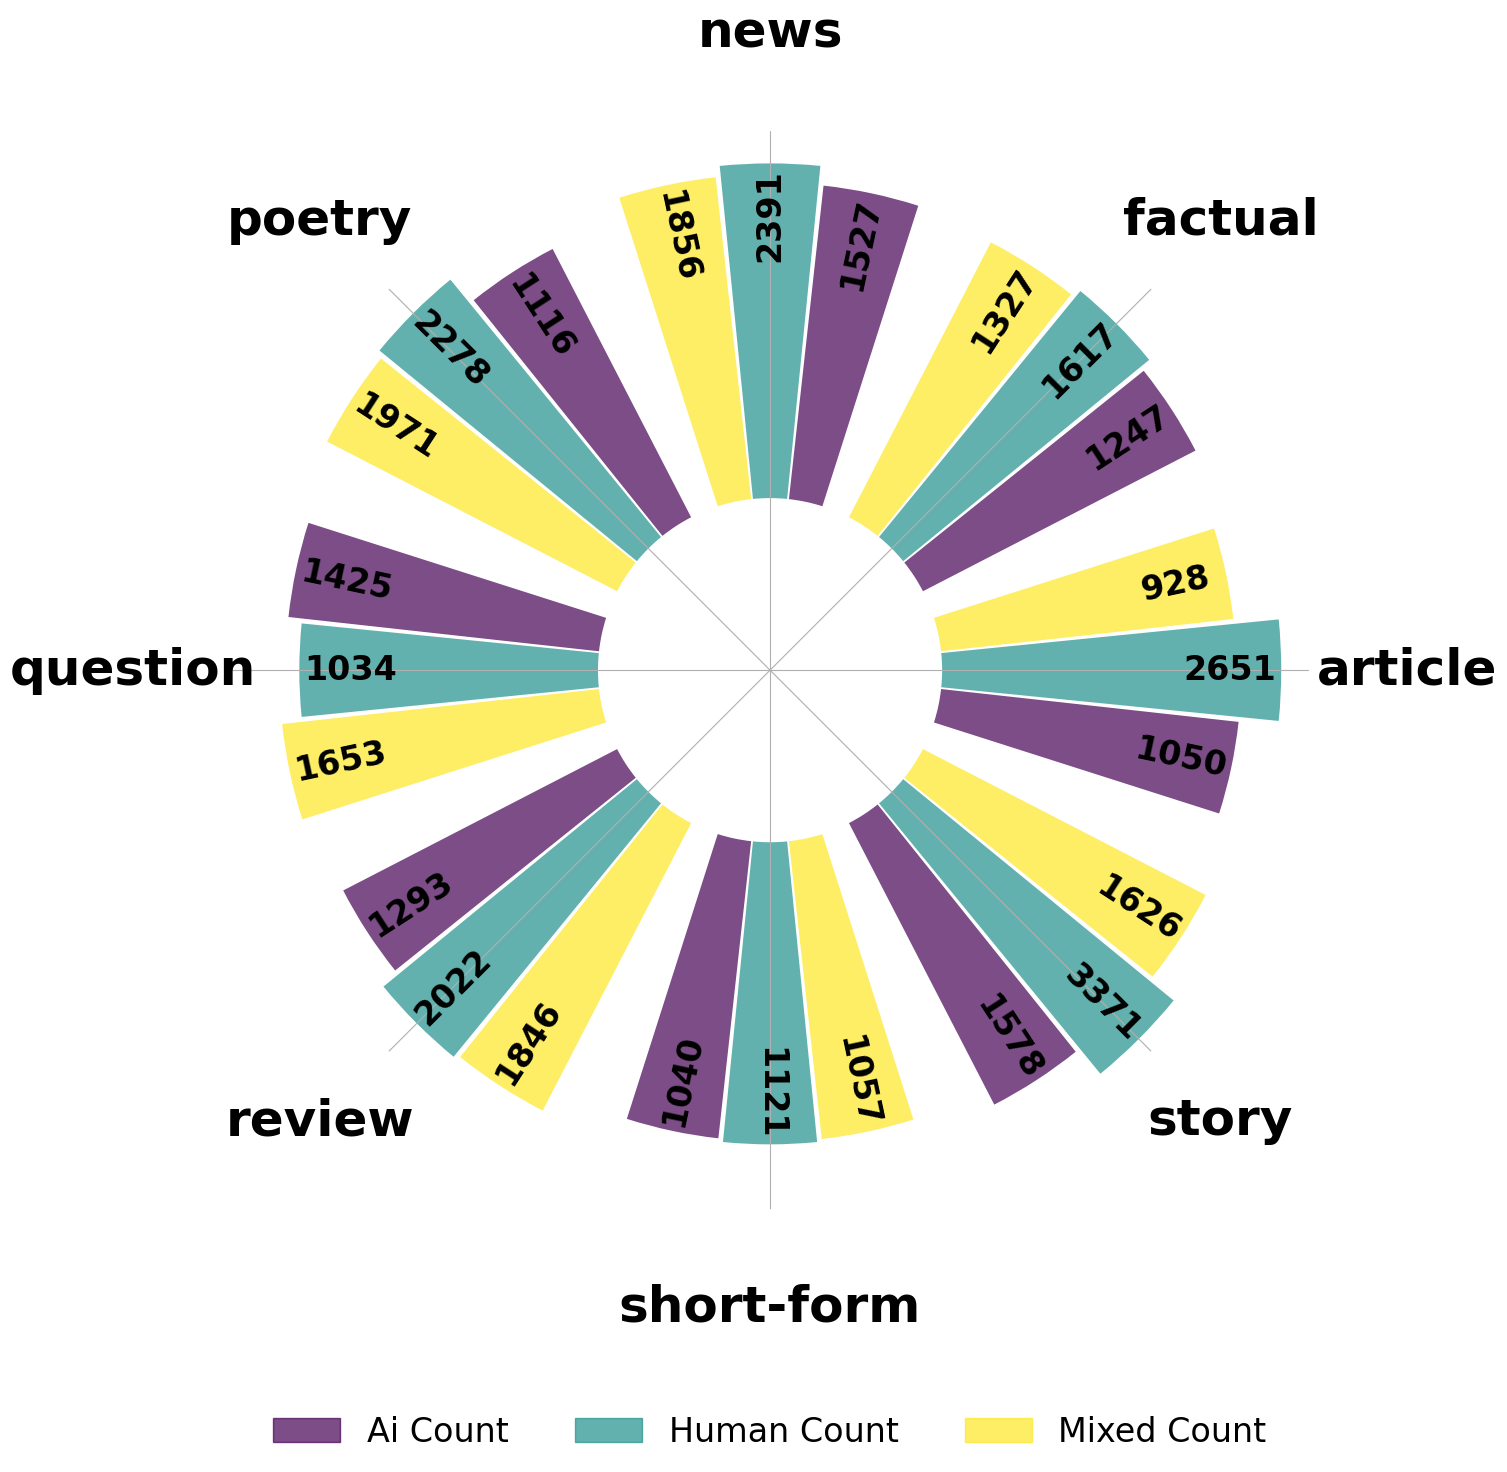 news
poetry
factual
1856
2391
1527
1116
2278
1971
1327
1617
1247
1425
1034
1653
question
928
2651
1050
article
1293
2022
1846
1040
1121
1057
1578
3371
1626
review
story
short-form
Ai Count
Human Count
Mixed Count